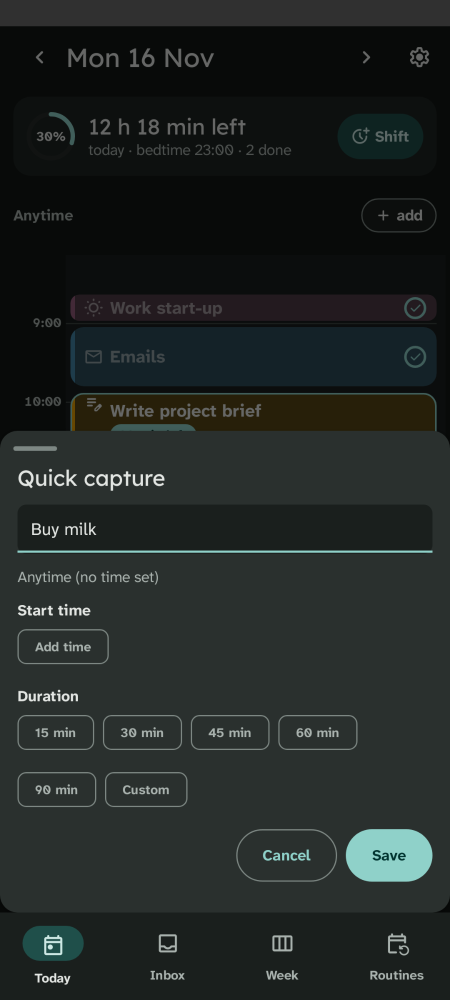 Mon 16 Nov
30%
12 h 18 min left
today · bedtime 23:00 · 2 done
Shift
Anytime
+ add
Work start-up
9:00
Emails
10:00
Write project brief
Quick capture
Buy milk
Anytime (no time set)
Start time
Add time
Duration
15 min 30 min 45 min 60 min
90 min Custom
Cancel Save
Today Inbox Week Routines